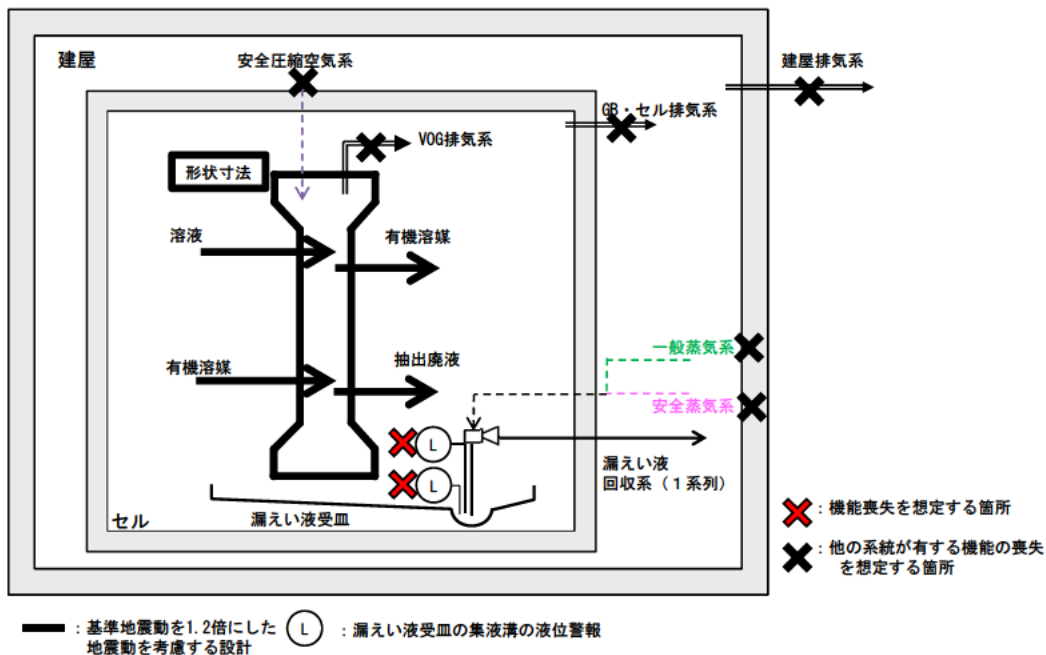 建屋
安全圧縮空気系
建屋排気系
GB・セル排気系
VOG排気系
形状寸法
溶液
有機溶媒
有機溶媒
抽出廃液
一般蒸気系
安全蒸気系
L
L
漏えい液
回収系（１系列）
漏えい液受皿
セル
：機能喪失を想定する箇所
：他の系統が有する機能の喪失
を想定する箇所
：基準地震動を1.2倍にした
地震動を考慮する設計
L
：漏えい液受皿の集液溝の液位警報